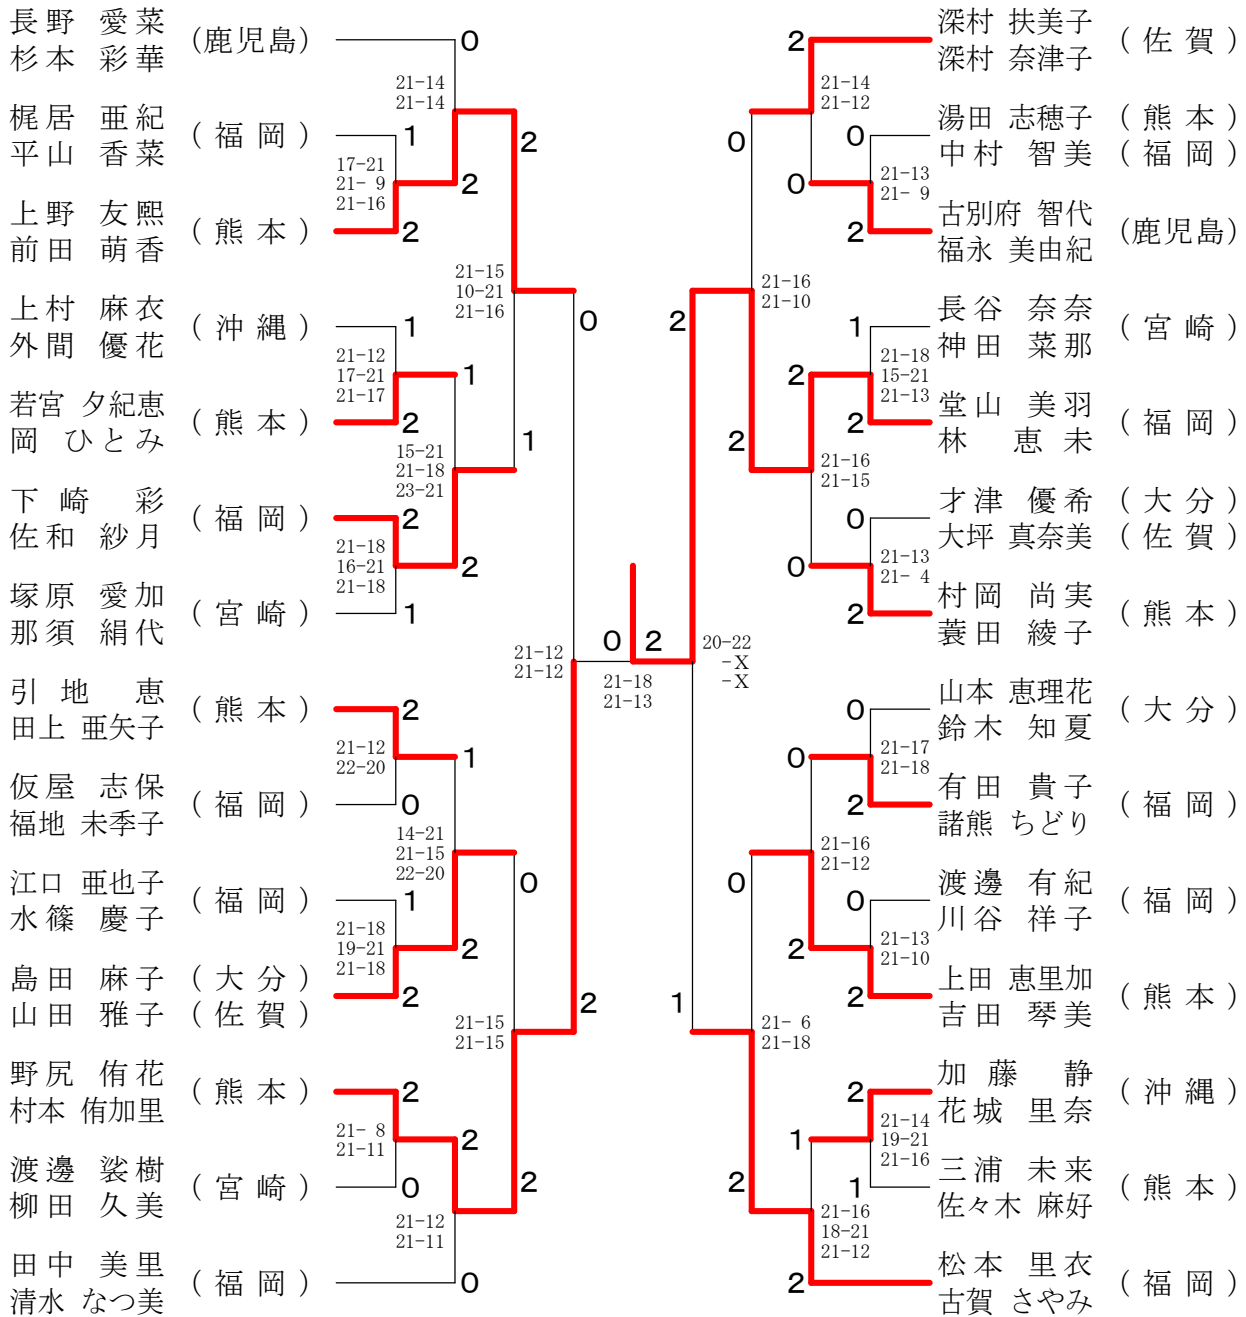 長野 愛菜
杉本 彩華
(鹿児島)
0
21-14
21-14
梶居 亜紀
平山 香菜
(福岡)
1
2
17-21
21- 9
21-16
2
上野 友熙
前田 萌香
(熊本)
2
21-15
10-21
21-16
0
上村 麻衣
外間 優花
(沖縄)
1
21-12
17-21
21-17
1
若宮 夕紀恵
岡 ひとみ
(熊本)
2
1
15-21
21-18
23-21
下崎 彩
佐和 紗月
(福岡)
2
21-18
16-21
21-18
2
塚原 愛加
那須 絹代
(宮崎)
1
21-12
21-12
引地 恵
田上 亜矢子
(熊本)
2
21-12
22-20
1
仮屋 志保
福地 未季子
(福岡)
0
14-21
21-15
22-20
0
江口 亜也子
水篠 慶子
(福岡)
1
21-18
19-21
21-18
2
島田 麻子
山田 雅子
(大分)
(佐賀)
2
21-15
21-15
2
野尻 侑花
村本 侑加里
(熊本)
2
21- 8
21-11
2
渡邊 裟樹
柳田 久美
(宮崎)
0
2
21-12
21-11
田中 美里
清水 なつ美
(福岡)
0
0
2
21-18
21-13
深村 扶美子
深村 奈津子
(佐賀)
2
21-14
21-12
湯田 志穂子
中村 智美
(熊本)
(福岡)
0
0
21-13
21- 9
0
古別府 智代
福永 美由紀
(鹿児島)
2
21-16
21-10
2
長谷 奈奈
神田 菜那
(宮崎)
1
21-18
15-21
21-13
2
堂山 美羽
林 恵未
(福岡)
2
2
21-16
21-15
才津 優希
大坪 真奈美
(大分)
(佐賀)
0
21-13
21- 4
0
村岡 尚実
蓑田 綾子
(熊本)
2
20-22
-X
-X
山本 恵理花
鈴木 知夏
(大分)
0
21-17
21-18
0
有田 貴子
諸熊 ちどり
(福岡)
2
21-16
21-12
0
渡邊 有紀
川谷 祥子
(福岡)
0
21-13
21-10
2
上田 恵里加
吉田 琴美
(熊本)
2
1
21- 6
21-18
加藤 静
花城 里奈
(沖縄)
2
21-14
19-21
21-16
1
三浦 未来
佐々木 麻好
(熊本)
1
2
21-16
18-21
21-12
松本 里衣
古賀 さやみ
(福岡)
2